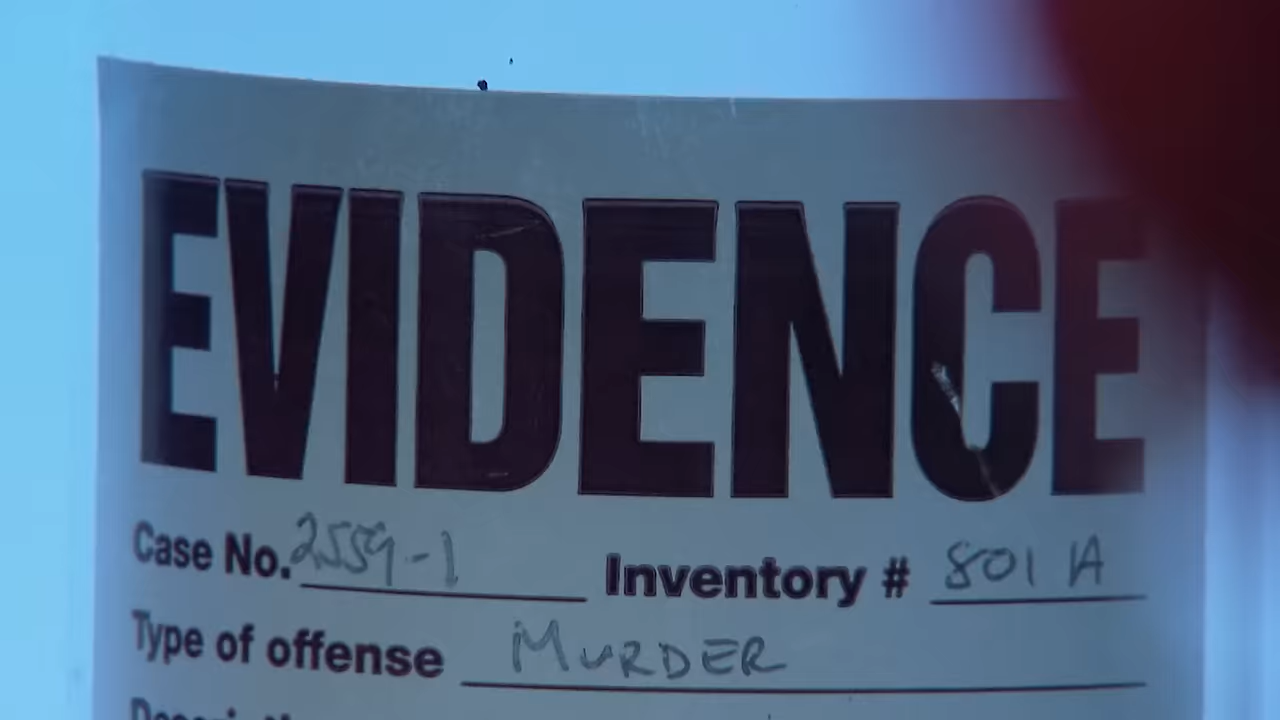 EVIDENCE
Case No. 2559-1 Inventory # 801 A
Type of offense MURDER